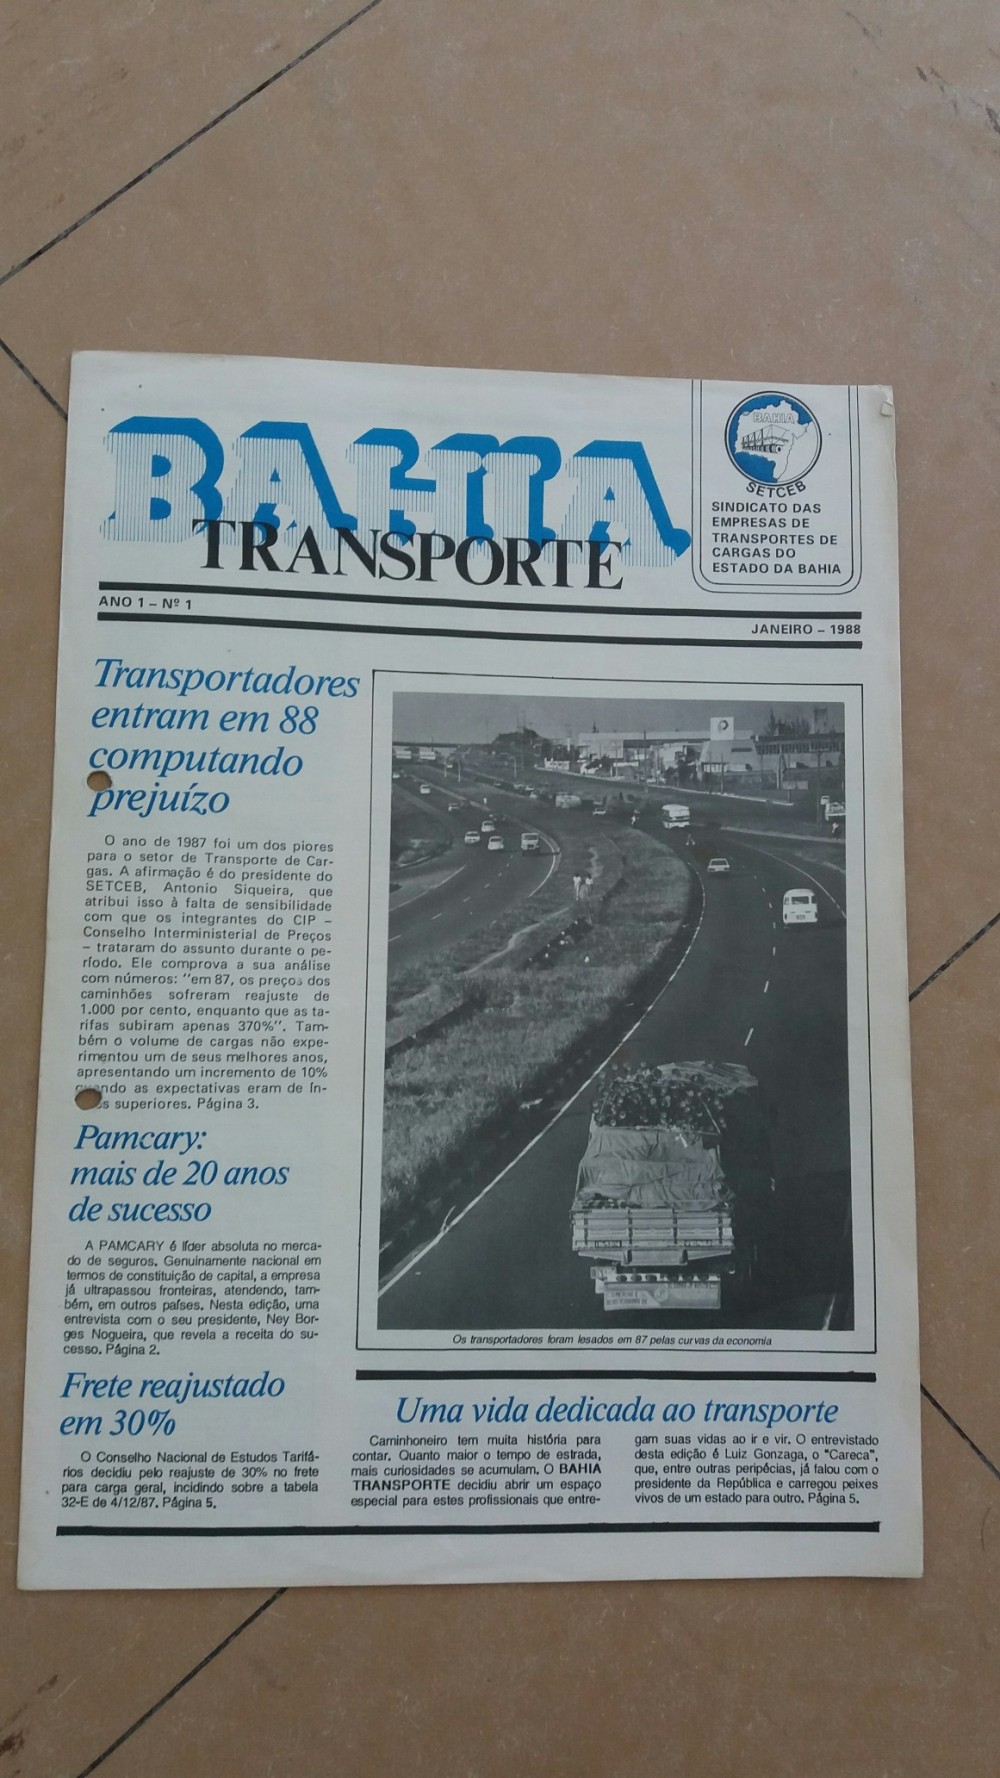 BAHIA
TRANSPORTE
BAHIA
SETCEB
SINDICATO DAS
EMPRESAS DE
TRANSPORTES DE
CARGAS DO
ESTADO DA BAHIA
ANO 1 – Nº 1
JANEIRO – 1988
Transportadores
entram em 88
computando
prejuízo
O ano de 1987 foi um dos piores
para o setor de Transporte de Car-
gas. A afirmação é do presidente do
SETCEB, Antonio Siqueira, que
atribui isso à falta de sensibilidade
com que os integrantes do CIP –
Conselho Interministerial de Preços
– trataram do assunto durante o pe-
ríodo. Ele comprova a sua análise
com números: "em 87, os preços dos
caminhões sofreram reajuste de
1.000 por cento, enquanto que as ta-
rifas subiram apenas 370%". Tam-
bém o volume de cargas não expe-
rimentou um de seus melhores anos,
apresentando um incremento de 10%
quando as expectativas eram de ín-
s superiores. Página 3.
Pamcary:
mais de 20 anos
de sucesso
A PAMCARY é líder absoluta no merca-
do de seguros. Genuinamente nacional em
termos de constituição de capital, a empresa
já ultrapassou fronteiras, atendendo, tam-
bém, em outros países. Nesta edição, uma
entrevista com o seu presidente, Ney Bor-
ges Nogueira, que revela a receita do su-
cesso. Página 2.
Frete reajustado
em 30%
O Conselho Nacional de Estudos Tarifá-
rios decidiu pelo reajuste de 30% no frete
para carga geral, incidindo sobre a tabela
32-E de 4/12/87. Página 5.
Os transportadores foram lesados em 87 pelas curvas da economia
Uma vida dedicada ao transporte
Caminhoneiro tem muita história para
contar. Quanto maior o tempo de estrada,
mais curiosidades se acumulam. O BAHIA
TRANSPORTE decidiu abrir um espaço
especial para estes profissionais que entre-
gam suas vidas ao ir e vir. O entrevistado
desta edição é Luiz Gonzaga, o "Careca",
que, entre outras peripécias, já falou com o
presidente da República e carregou peixes
vivos de um estado para outro. Página 5.